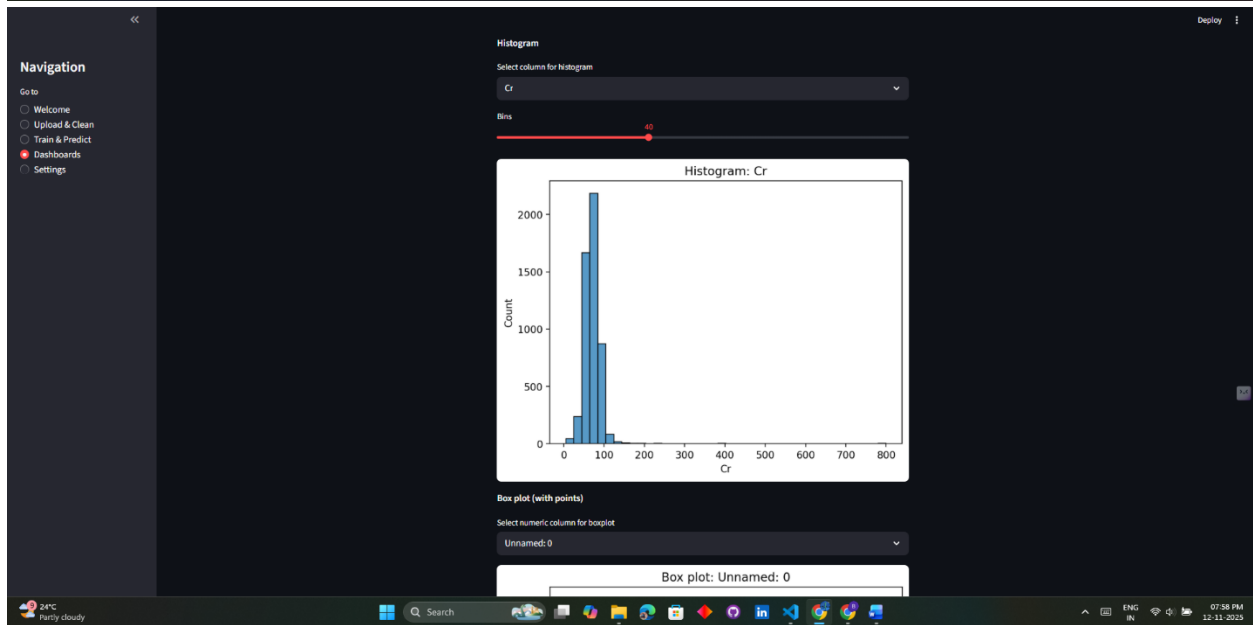 Deploy
Navigation
Go to
Welcome
Upload & Clean
Train & Predict
Dashboards
Settings
Histogram
Select column for histogram
Cr
Bins
40
Histogram: Cr
2000
1500
1000
500
0
Count
0 100 200 300 400 500 600 700 800
Cr
Box plot (with points)
Select numeric column for boxplot
Unnamed: 0
Box plot: Unnamed: 0
9
24°C
Partly cloudy
Search
in
ENG
IN
07:58 PM
12-11-2025